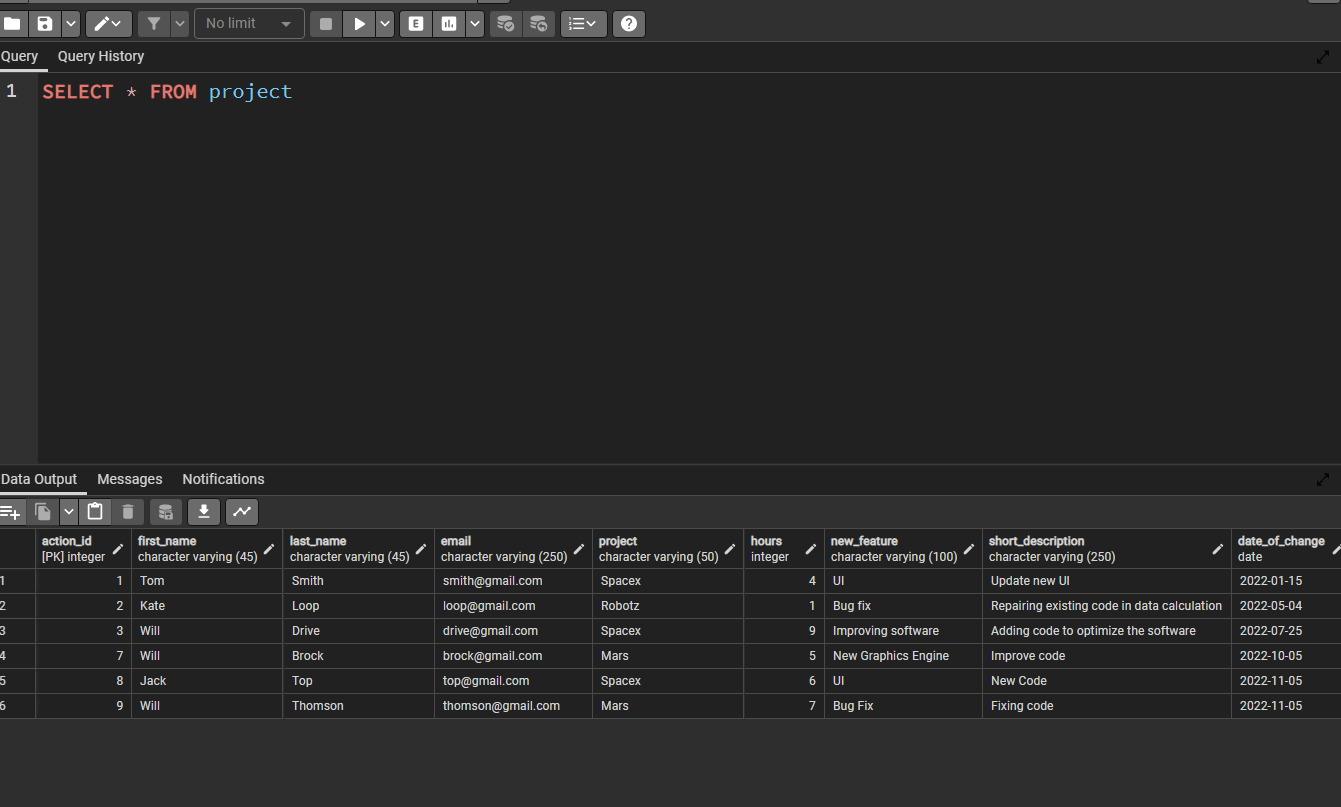 No limit
E
Query Query History
1 SELECT * FROM project
Data Output Messages Notifications
action_id first_name last_name email project hours new_feature short_description date_of_change
[PK] integer character varying (45) character varying (45) character varying (250) character varying (50) integer character varying (100) character varying (250) date
1 1 Tom Smith smith@gmail.com Spacex 4 UI Update new UI 2022-01-15
2 2 Kate Loop loop@gmail.com Robotz 1 Bug fix Repairing existing code in data calculation 2022-05-04
3 3 Will Drive drive@gmail.com Spacex 9 Improving software Adding code to optimize the software 2022-07-25
4 7 Will Brock brock@gmail.com Mars 5 New Graphics Engine Improve code 2022-10-05
5 8 Jack Top top@gmail.com Spacex 6 UI New Code 2022-11-05
6 9 Will Thomson thomson@gmail.com Mars 7 Bug Fix Fixing code 2022-11-05